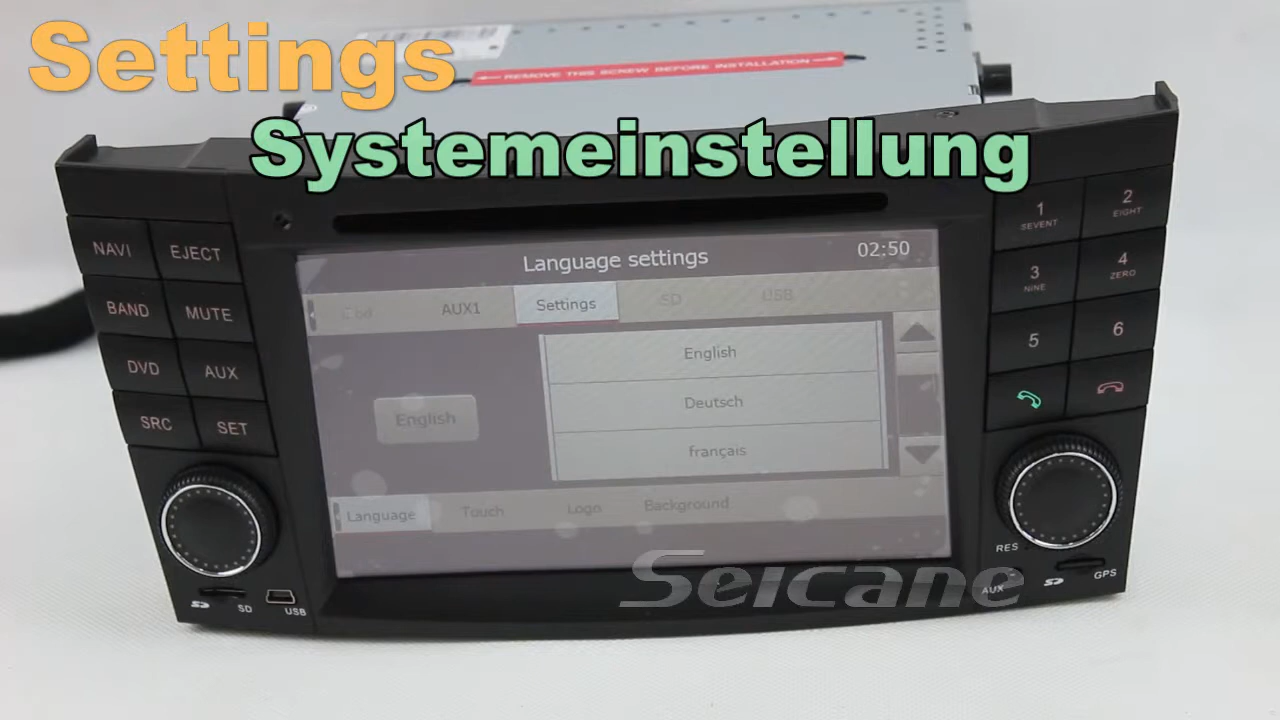 Settings
REMOVE THIS SCREW BEFORE INSTALLATION
Systemeinstellung
Language settings
02:50
iPod AUX1 Settings SD USB
English
English
Deutsch
français
Language Touch Logo Background
NAVI EJECT
BAND MUTE
DVD AUX
SRC SET
1 2
SEVENT EIGHT
3 4
NINE ZERO
5 6
SD USB
RES
AUX GPS
Seicane